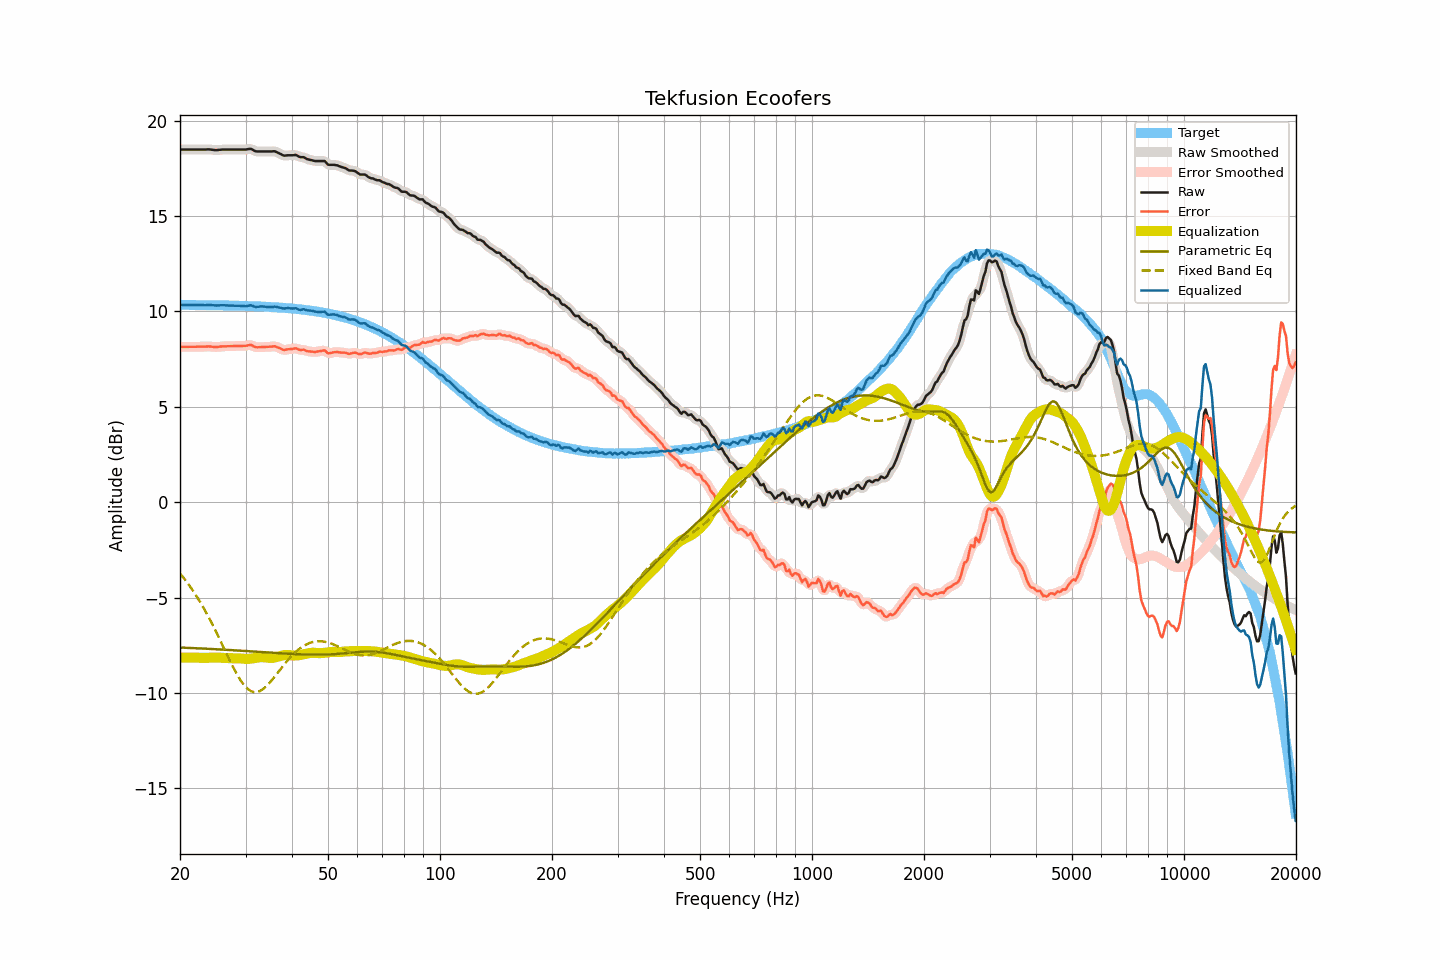 Tekfusion Ecoofers
20
15
10
5
0
−5
−10
−15
Amplitude (dBr)
Target
Raw Smoothed
Error Smoothed
Raw
Error
Equalization
Parametric Eq
Fixed Band Eq
Equalized
20 50 100 200 500 1000 2000 5000 10000 20000
Frequency (Hz)